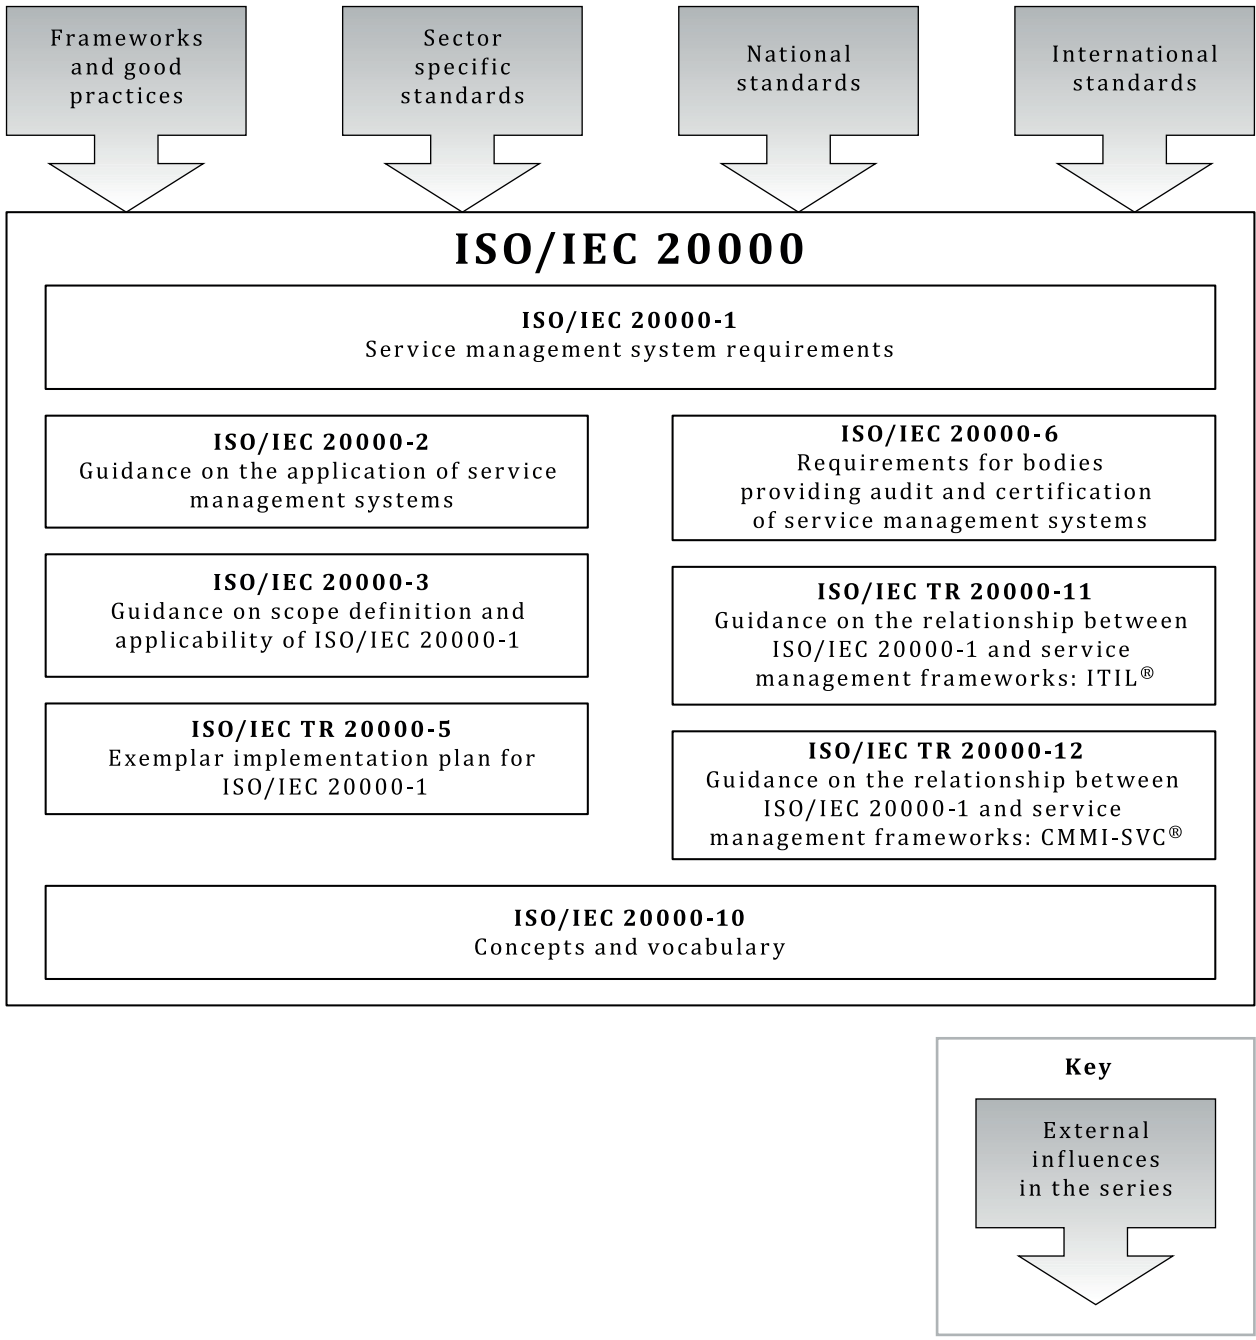 Frameworks
and good
practices
Sector
specific
standards
National
standards
International
standards
ISO/IEC 20000
ISO/IEC 20000-1
Service management system requirements
ISO/IEC 20000-2
Guidance on the application of service
management systems
ISO/IEC 20000-3
Guidance on scope definition and
applicability of ISO/IEC 20000-1
ISO/IEC TR 20000-5
Exemplar implementation plan for
ISO/IEC 20000-1
ISO/IEC 20000-6
Requirements for bodies
providing audit and certification
of service management systems
ISO/IEC TR 20000-11
Guidance on the relationship between
ISO/IEC 20000-1 and service
management frameworks: ITIL®
ISO/IEC TR 20000-12
Guidance on the relationship between
ISO/IEC 20000-1 and service
management frameworks: CMMI-SVC®
ISO/IEC 20000-10
Concepts and vocabulary
Key
External
influences
in the series